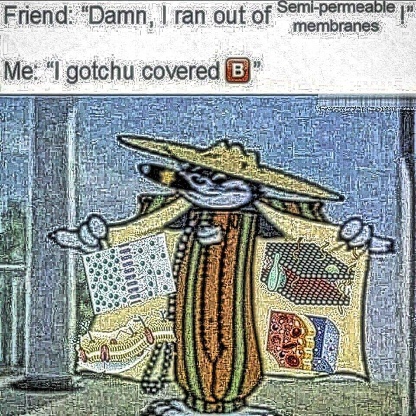 Friend: “Damn, I ran out of Semi-permeable membranes !“
Me: “I gotchu covered 🅱”